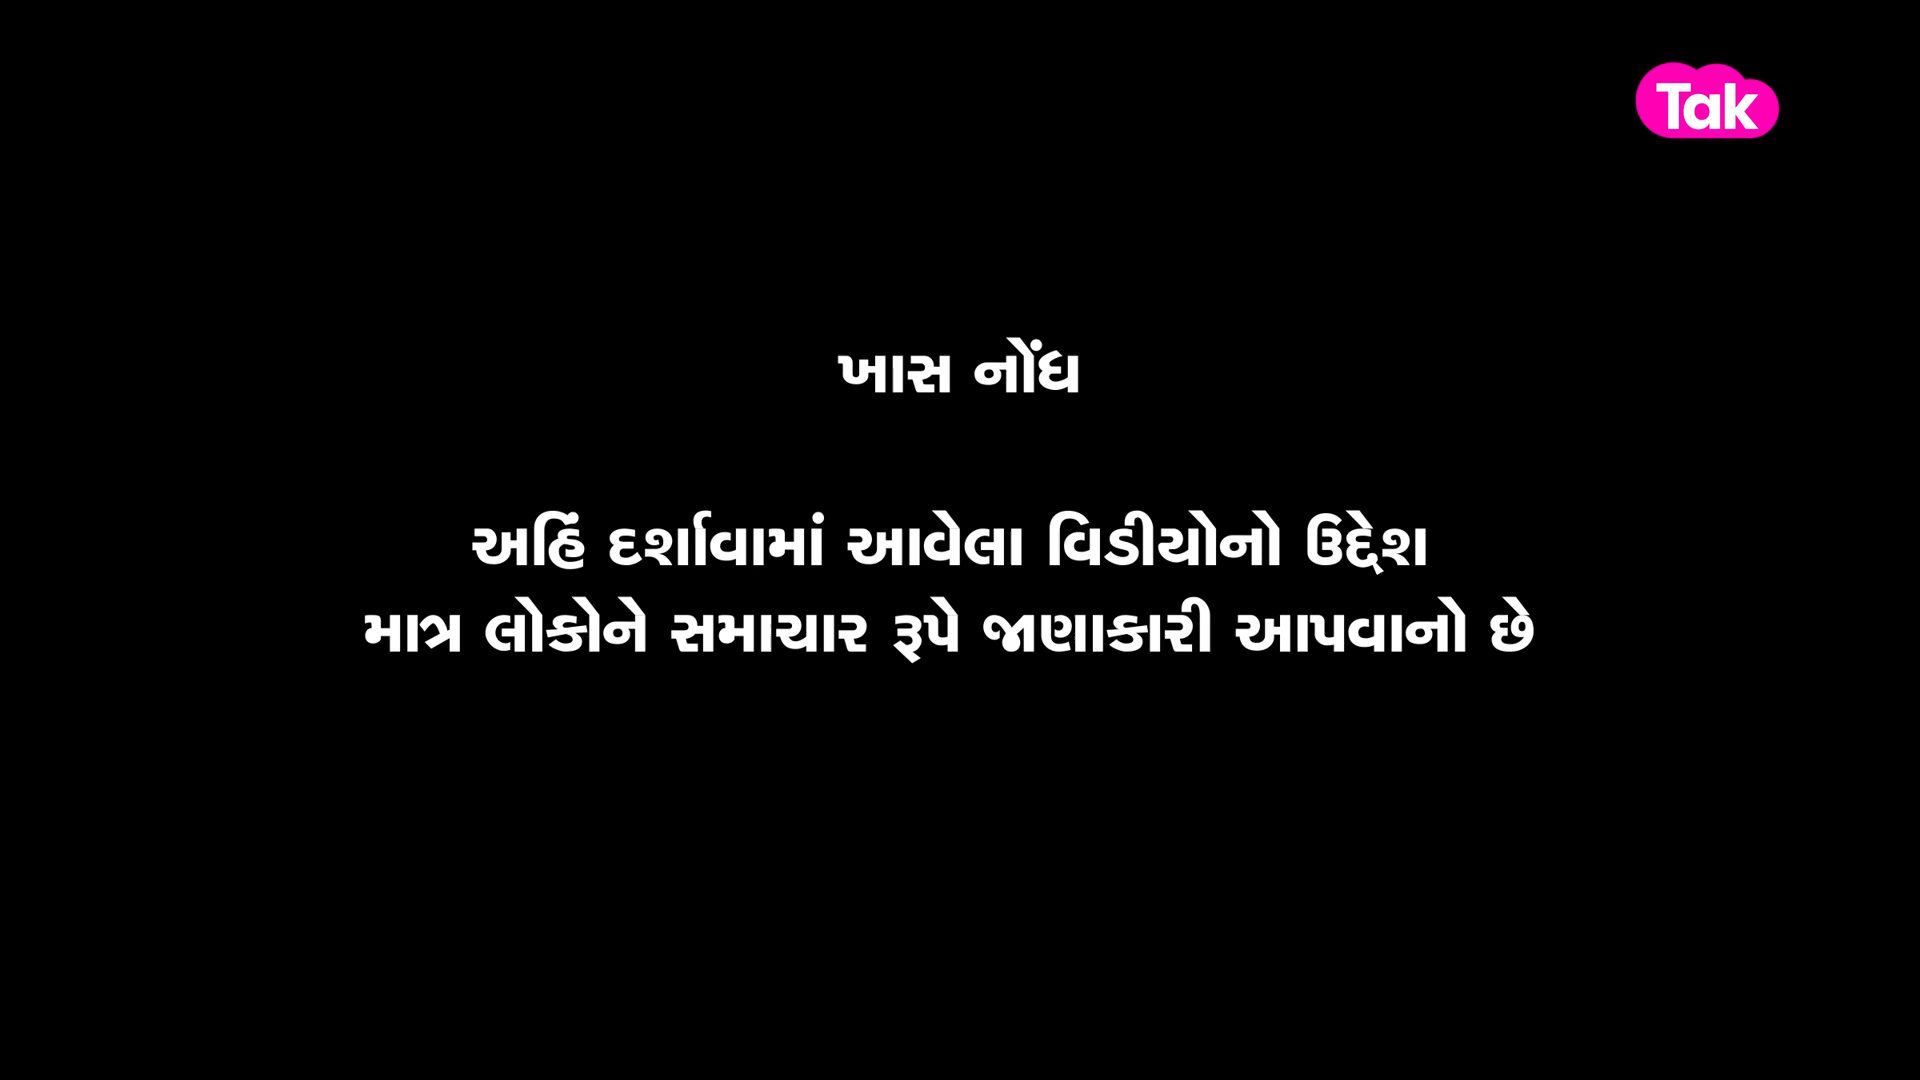 Tak
ખાસ નોંધ
અહિં દર્શાવામાં આવેલા વિડીયોનો ઉદ્દેશ
માત્ર લોકોને સમાચાર રૂપે જાણાકારી આપવાનો છે